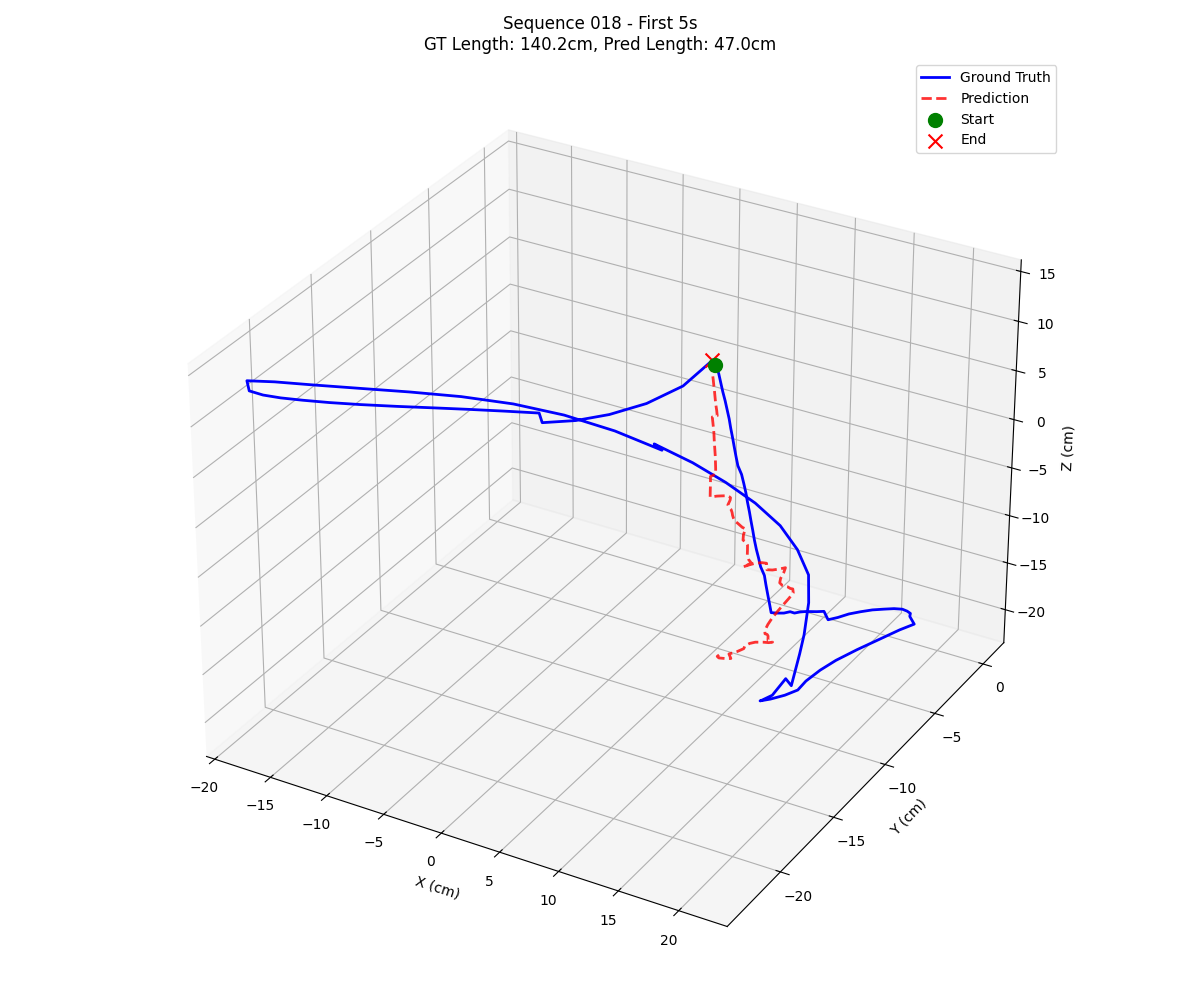 Sequence 018 - First 5s
GT Length: 140.2cm, Pred Length: 47.0cm
Ground Truth
Prediction
Start
End
15
10
5
0
−5
−10
−15
−20
Z (cm)
0
−5
−10
−15
−20
Y (cm)
−20
−15
−10
−5
0
5
10
15
20
X (cm)